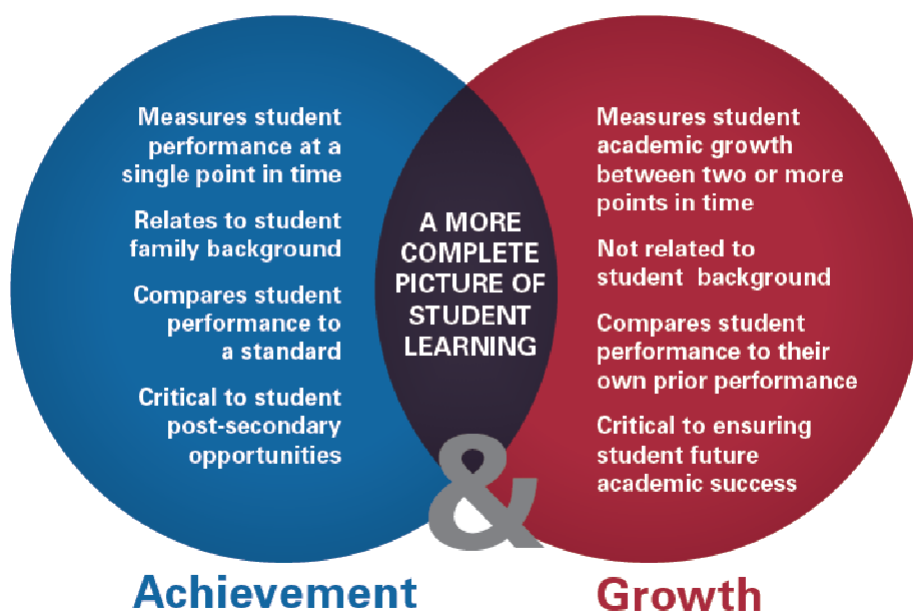 Measures student
performance at a
single point in time
Relates to student
family background
Compares student
performance to
a standard
Critical to student
post-secondary
opportunities
A MORE
COMPLETE
PICTURE OF
STUDENT
LEARNING
Measures student
academic growth
between two or more
points in time
Not related to
student background
Compares student
performance to their
own prior performance
Critical to ensuring
student future
academic success
&
Achievement
Growth